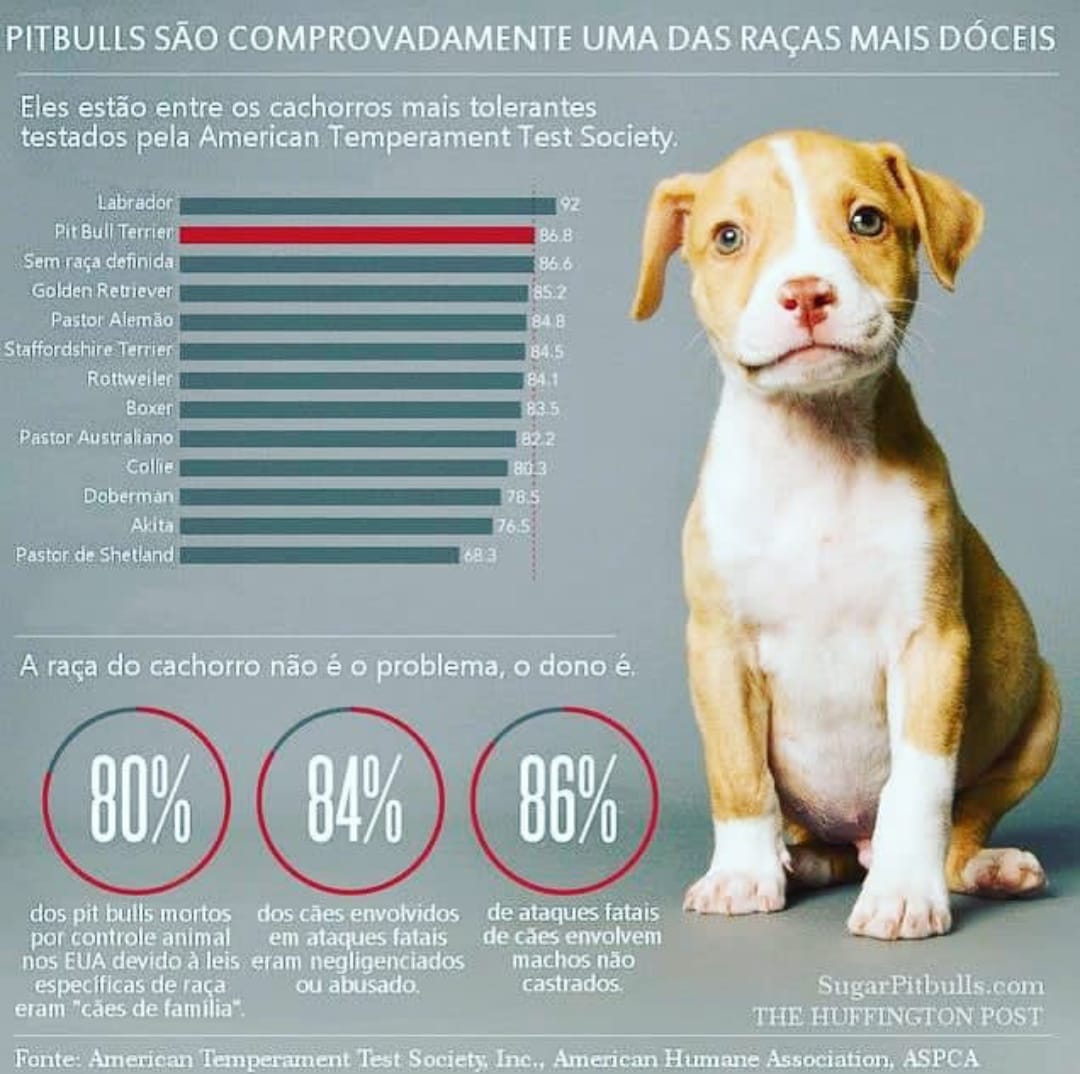 PITBULLS SÃO COMPROVADAMENTE UMA DAS RAÇAS MAIS DÓCEIS
Eles estão entre os cachorros mais tolerantes
testados pela American Temperament Test Society.
Labrador 92
Pit Bull Terrier 86.8
Sem raça definida 86.6
Golden Retriever 85.2
Pastor Alemão 84.8
Staffordshire Terrier 84.5
Rottweiler 84.1
Boxer 83.5
Pastor Australiano 82.2
Collie 80.3
Doberman 78.5
Akita 76.5
Pastor de Shetland 68.3
A raça do cachorro não é o problema, o dono é.
80%
dos pit bulls mortos
por controle animal
nos EUA devido à leis
específicas de raça
eram "cães de família".
84%
dos cães envolvidos
em ataques fatais
eram negligenciados
ou abusado.
86%
de ataques fatais
de cães envolvem
machos não
castrados.
SugarPitbulls.com
THE HUFFINGTON POST
Fonte: American Temperament Test Society, Inc., American Humane Association, ASPCA